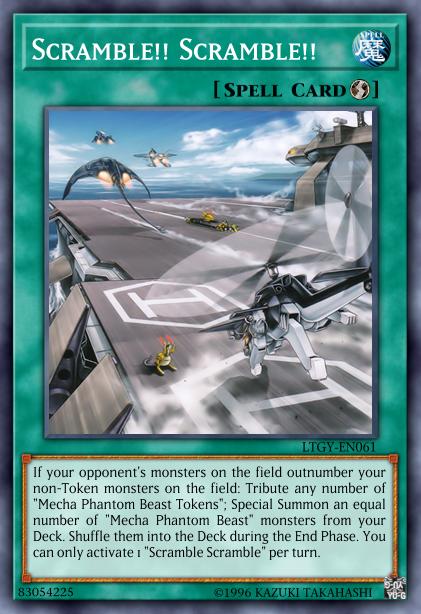 SCRAMBLE!! SCRAMBLE!!
SPELL
魔
[SPELL CARD]
H
LTGY-EN061
If your opponent's monsters on the field outnumber your
non-Token monsters on the field: Tribute any number of
"Mecha Phantom Beast Tokens"; Special Summon an equal
number of "Mecha Phantom Beast" monsters from your
Deck. Shuffle them into the Deck during the End Phase. You
can only activate 1 "Scramble Scramble" per turn.
83054225
©1996 KAZUKI TAKAHASHI